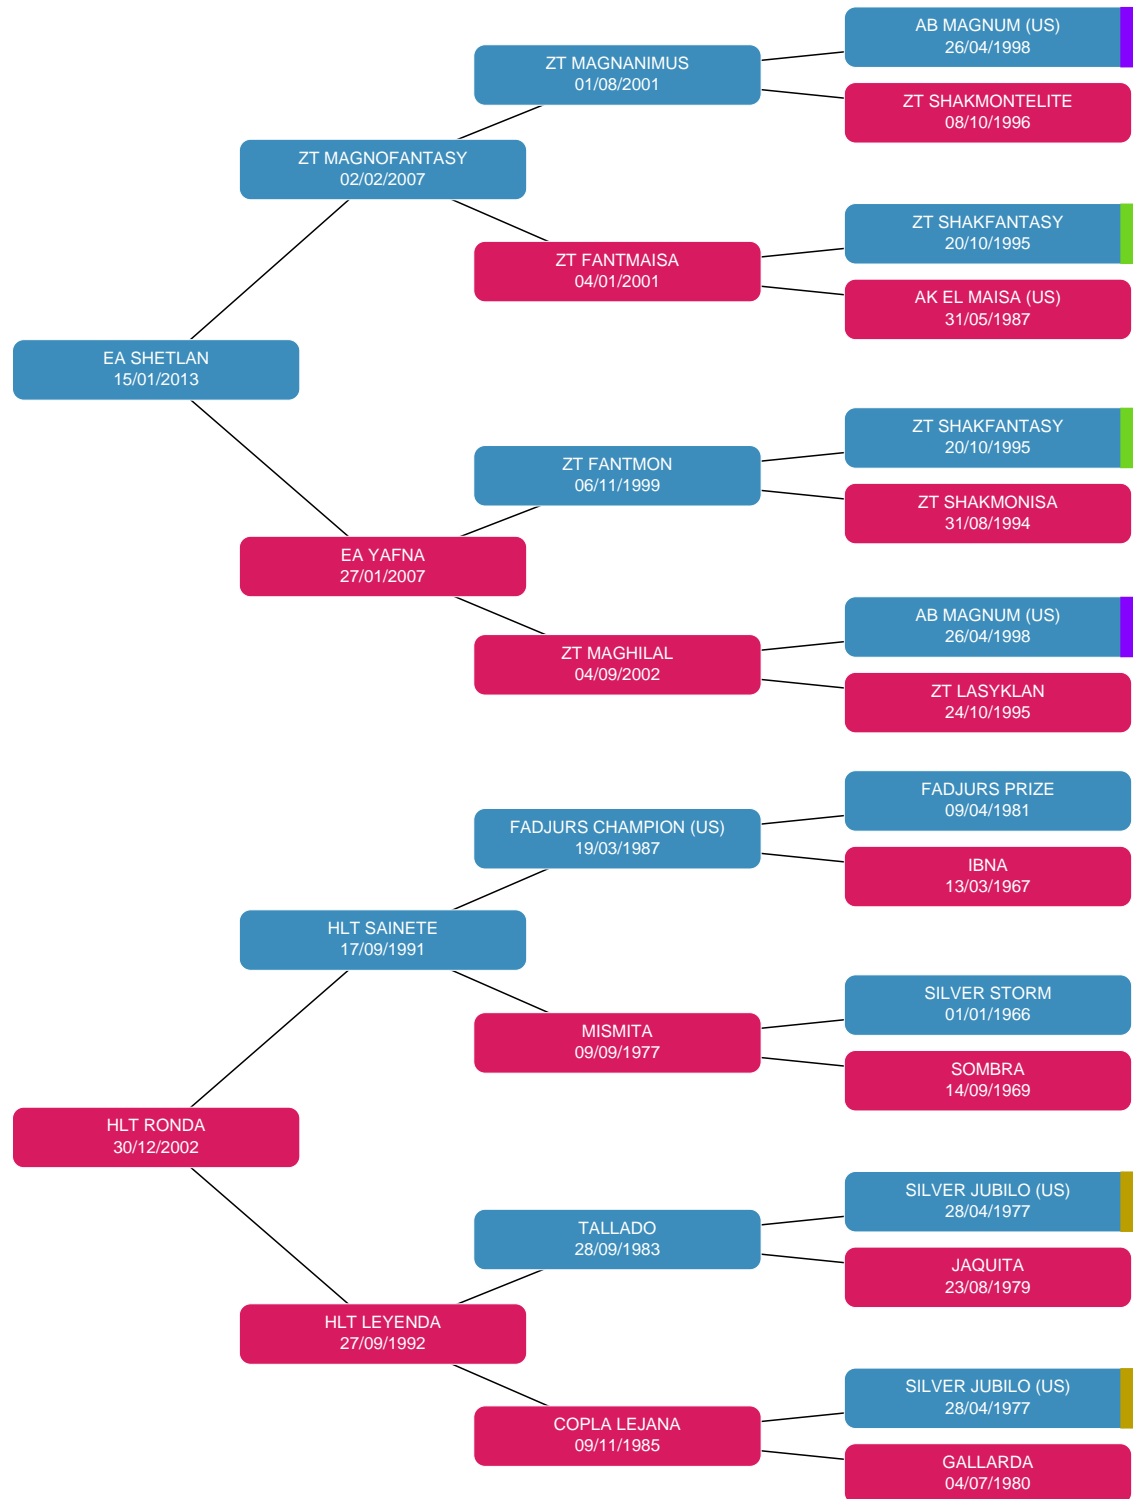 AB MAGNUM (US)
26/04/1998
ZT MAGNANIMUS
01/08/2001
ZT SHAKMONTELITE
08/10/1996
ZT MAGNOFANTASY
02/02/2007
ZT SHAKFANTASY
20/10/1995
ZT FANTMAISA
04/01/2001
AK EL MAISA (US)
31/05/1987
EA SHETLAN
15/01/2013
ZT SHAKFANTASY
20/10/1995
ZT FANTMON
06/11/1999
ZT SHAKMONISA
31/08/1994
EA YAFNA
27/01/2007
AB MAGNUM (US)
26/04/1998
ZT MAGHILAL
04/09/2002
ZT LASYKLAN
24/10/1995
FADJURS PRIZE
09/04/1981
FADJURS CHAMPION (US)
19/03/1987
IBNA
13/03/1967
HLT SAINETE
17/09/1991
SILVER STORM
01/01/1966
MISMITA
09/09/1977
SOMBRA
14/09/1969
HLT RONDA
30/12/2002
SILVER JUBILO (US)
28/04/1977
TALLADO
28/09/1983
JAQUITA
23/08/1979
HLT LEYENDA
27/09/1992
SILVER JUBILO (US)
28/04/1977
COPLA LEJANA
09/11/1985
GALLARDA
04/07/1980